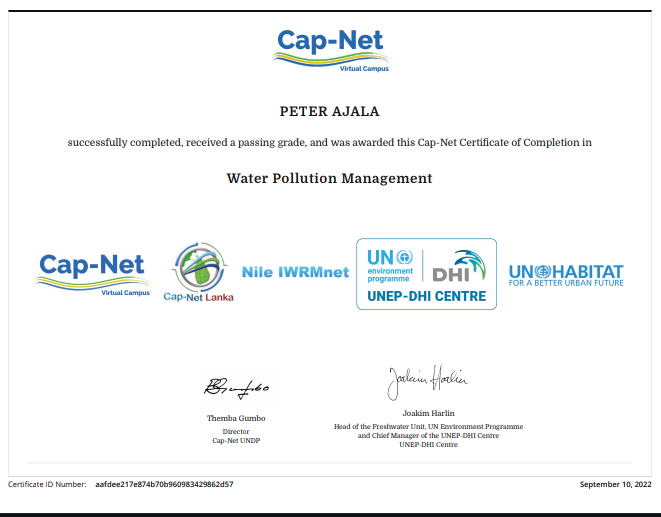 Cap-Net
Virtual Campus
PETER AJALA
successfully completed, received a passing grade, and was awarded this Cap-Net Certificate of Completion in
Water Pollution Management
Cap-Net
Virtual Campus
Cap-Net Lanka
Nile IWRMnet
UN
environment
programme
DHI
UNEP-DHI CENTRE
UN HABITAT
FOR A BETTER URBAN FUTURE
Themba Gumbo
Director
Cap-Net UNDP
Joakim Harlin
Joakim Harlin
Head of the Freshwater Unit, UN Environment Programme
and Chief Manager of the UNEP-DHI Centre
UNEP-DHI Centre
Certificate ID Number: aafdee217e874b70b960983429862d57
September 10, 2022